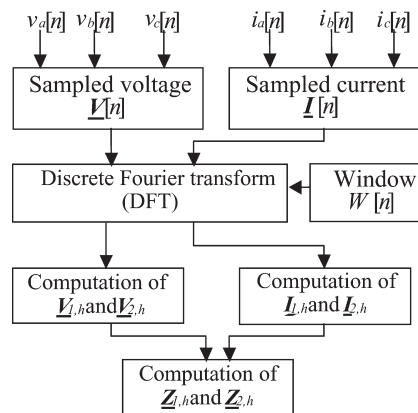 va[n] vb[n] vc[n] ia[n] ib[n] ic[n]
Sampled voltage
V[n]
Sampled current
I[n]
Discrete Fourier transform
(DFT)
Window
W[n]
Computation of
V1,h and V2,h
Computation of
I1,h and I2,h
Computation of
Z1,h and Z2,h